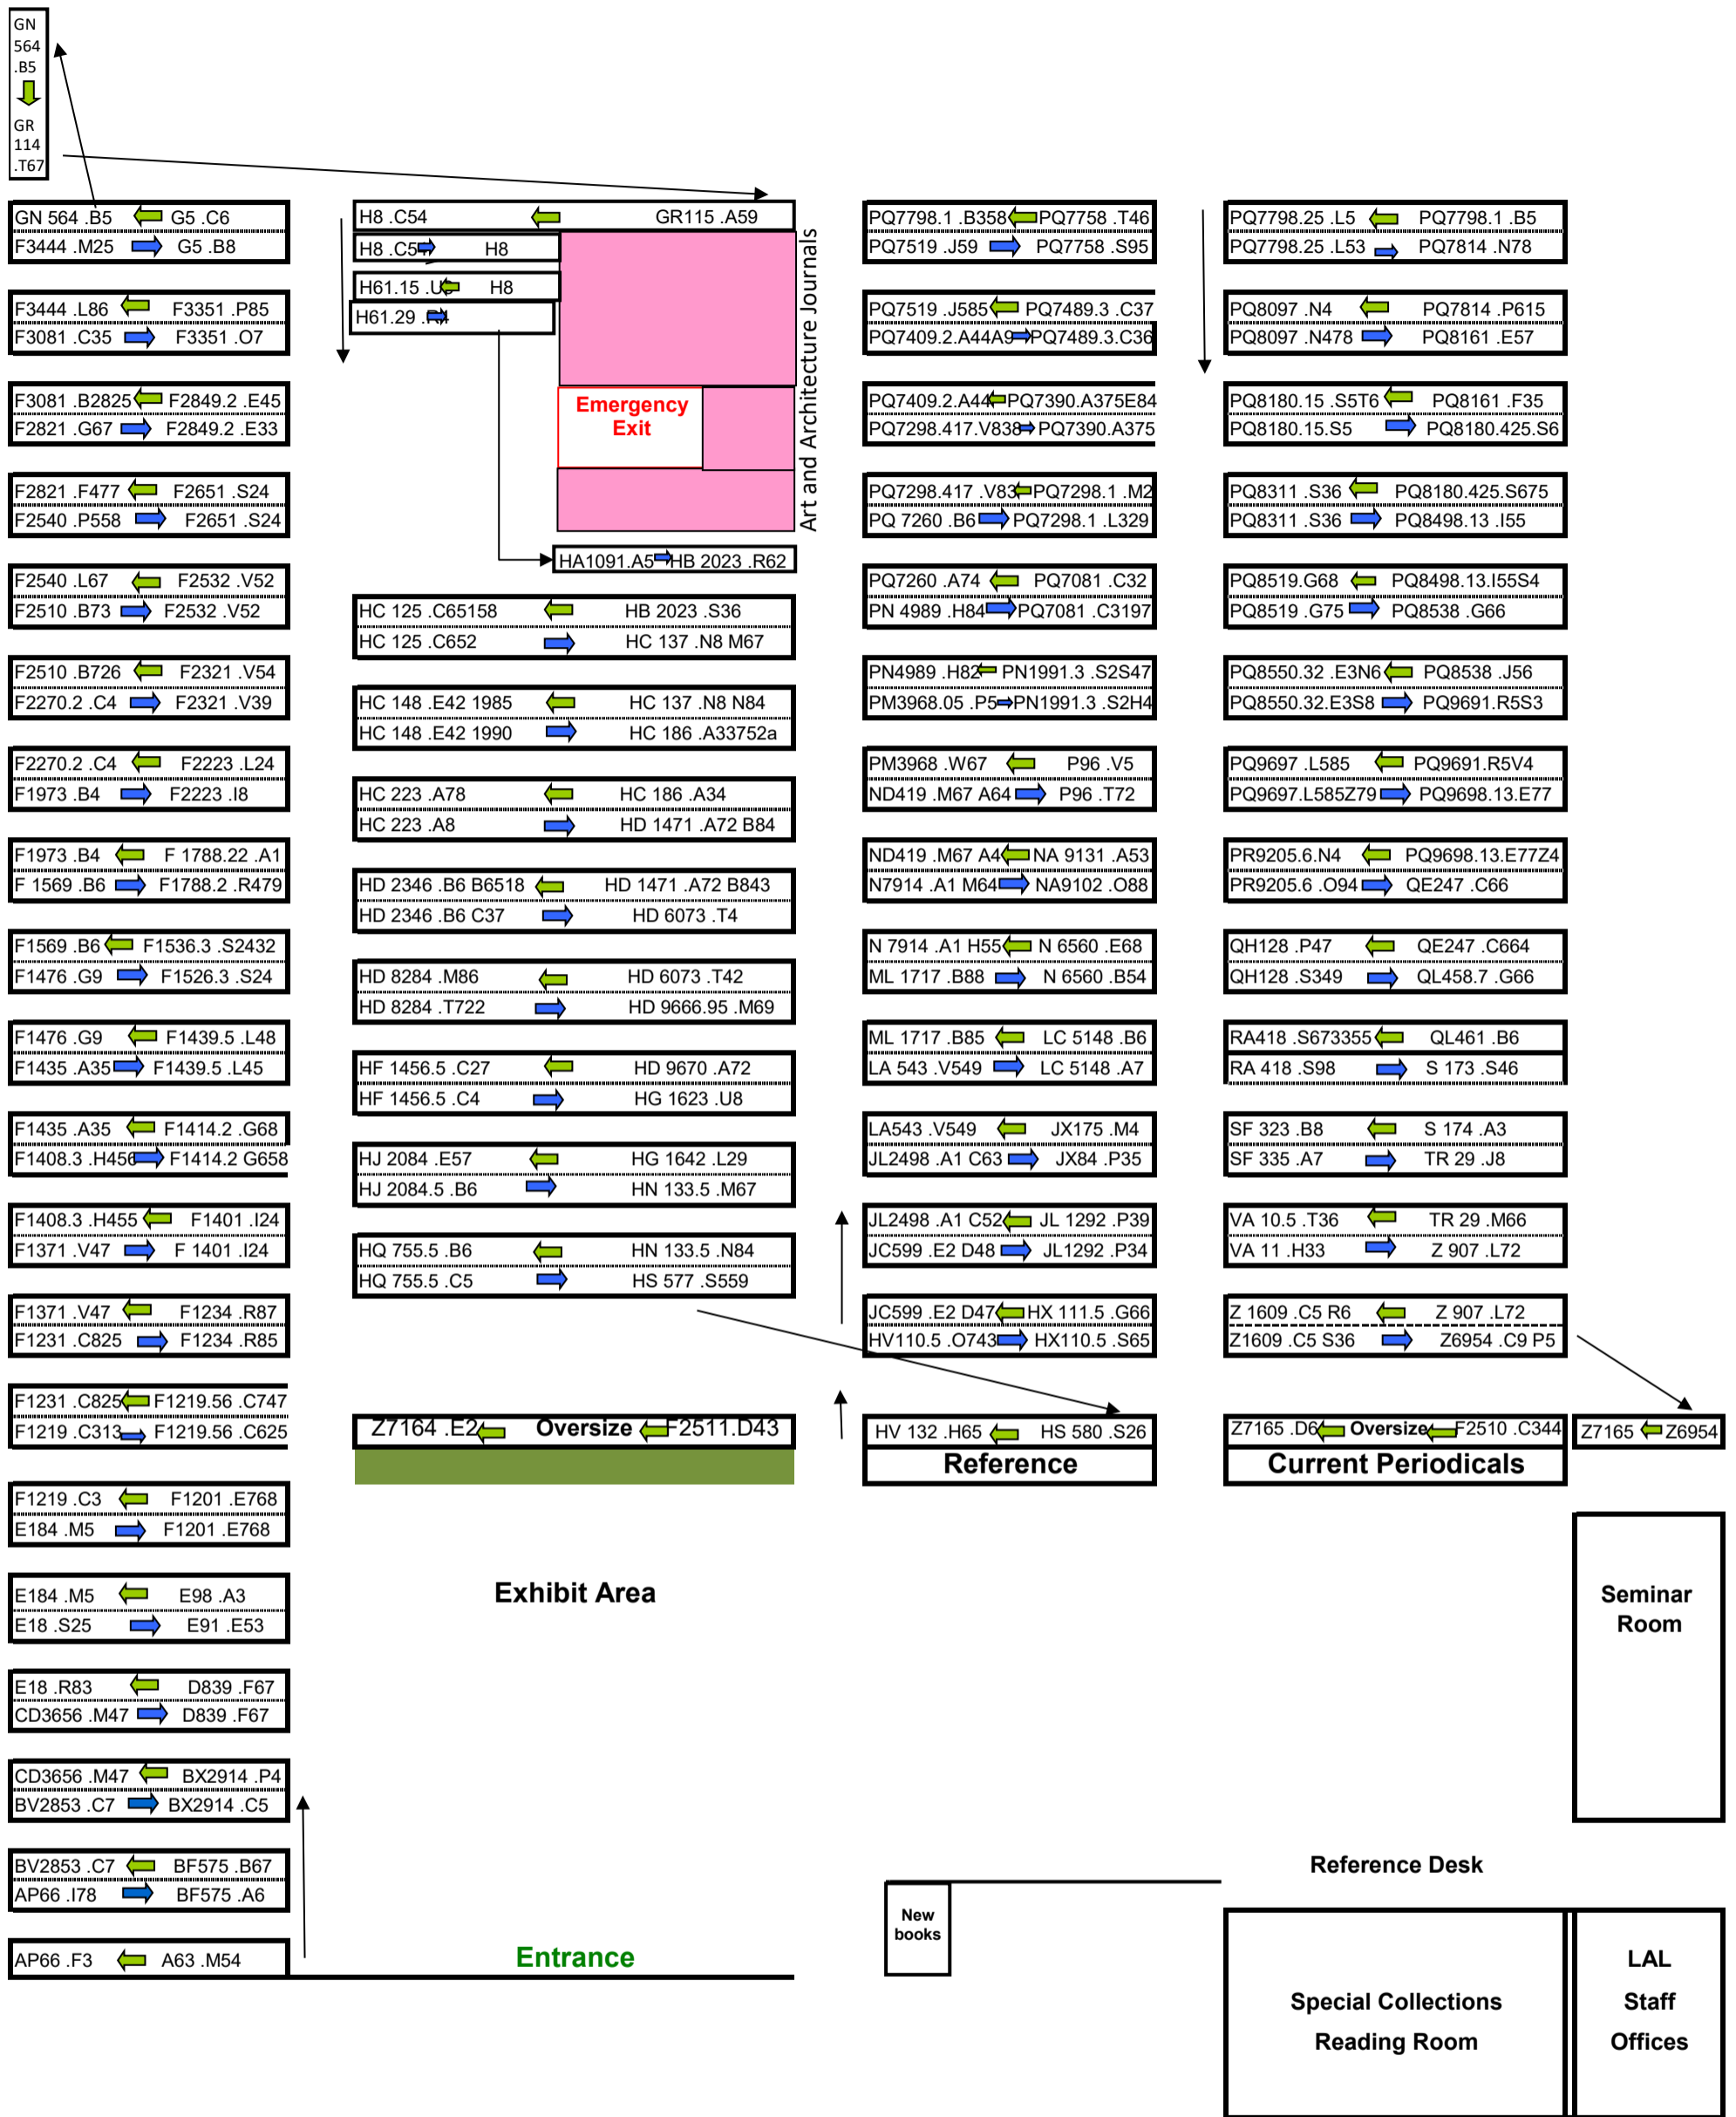 GN
564
.B5
GR
114
.T67
GN 564 .B5 G5 .C6
F3444 .M25 G5 .B8
F3444 .L86 F3351 .P85
F3081 .C35 F3351 .O7
F3081 .B2825 F2849.2 .E45
F2821 .G67 F2849.2 .E33
F2821 .F477 F2651 .S24
F2540 .P558 F2651 .S24
F2540 .L67 F2532 .V52
F2510 .B73 F2532 .V52
F2510 .B726 F2321 .V54
F2270.2 .C4 F2321 .V39
F2270.2 .C4 F2223 .L24
F1973 .B4 F2223 .I8
F1973 .B4 F 1788.22 .A1
F 1569 .B6 F1788.2 .R479
F1569 .B6 F1536.3 .S2432
F1476 .G9 F1526.3 .S24
F1476 .G9 F1439.5 .L48
F1435 .A35 F1439.5 .L45
F1435 .A35 F1414.2 .G68
F1408.3 .H456 F1414.2 G658
F1408.3 .H455 F1401 .I24
F1371 .V47 F 1401 .I24
F1371 .V47 F1234 .R87
F1231 .C825 F1234 .R85
F1231 .C825 F1219.56 .C747
F1219 .C313 F1219.56 .C625
F1219 .C3 F1201 .E768
E184 .M5 F1201 .E768
E184 .M5 E98 .A3
E18 .S25 E91 .E53
E18 .R83 D839 .F67
CD3656 .M47 D839 .F67
CD3656 .M47 BX2914 .P4
BV2853 .C7 BX2914 .C5
BV2853 .C7 BF575 .B67
AP66 .I78 BF575 .A6
AP66 .F3 A63 .M54
H8 .C54 GR115 .A59
H8 .C54 H8
H61.15 .U6 H8
H61.29
Emergency
Exit
Art and Architecture Journals
HA1091.A5 HB 2023 .R62
HC 125 .C65158 HB 2023 .S36
HC 125 .C652 HC 137 .N8 M67
HC 148 .E42 1985 HC 137 .N8 N84
HC 148 .E42 1990 HC 186 .A33752a
HC 223 .A78 HC 186 .A34
HC 223 .A8 HD 1471 .A72 B84
HD 2346 .B6 B6518 HD 1471 .A72 B843
HD 2346 .B6 C37 HD 6073 .T4
HD 8284 .M86 HD 6073 .T42
HD 8284 .T722 HD 9666.95 .M69
HF 1456.5 .C27 HD 9670 .A72
HF 1456.5 .C4 HG 1623 .U8
HJ 2084 .E57 HG 1642 .L29
HJ 2084.5 .B6 HN 133.5 .M67
HQ 755.5 .B6 HN 133.5 .N84
HQ 755.5 .C5 HS 577 .S559
Z7164 .E2 Oversize F2511.D43
Exhibit Area
Entrance
PQ7798.1 .B358 PQ7758 .T46
PQ7519 .J59 PQ7758 .S95
PQ7519 .J585 PQ7489.3 .C37
PQ7409.2.A44A9 PQ7489.3.C36
PQ7409.2.A44 PQ7390.A375E84
PQ7298.417.V838 PQ7390.A375
PQ7298.417 .V83 PQ7298.1 .M2
PQ 7260 .B6 PQ7298.1 .L329
PQ7260 .A74 PQ7081 .C32
PN 4989 .H84 PQ7081 .C3197
PN4989 .H82 PN1991.3 .S2S47
PM3968.05 .P5 PN1991.3 .S2H4
PM3968 .W67 P96 .V5
ND419 .M67 A64 P96 .T72
ND419 .M67 A4 NA 9131 .A53
N7914 .A1 M64 NA9102 .O88
N 7914 .A1 H55 N 6560 .E68
ML 1717 .B88 N 6560 .B54
ML 1717 .B85 LC 5148 .B6
LA 543 .V549 LC 5148 .A7
LA543 .V549 JX175 .M4
JL2498 .A1 C63 JX84 .P35
JL2498 .A1 C52 JL 1292 .P39
JC599 .E2 D48 JL1292 .P34
JC599 .E2 D47 HX 111.5 .G66
HV110.5 .O743 HX110.5 .S65
HV 132 .H65 HS 580 .S26
Reference
New
books
PQ7798.25 .L5 PQ7798.1 .B5
PQ7798.25 .L53 PQ7814 .N78
PQ8097 .N4 PQ7814 .P615
PQ8097 .N478 PQ8161 .E57
PQ8180.15 .S5T6 PQ8161 .F35
PQ8180.15.S5 PQ8180.425.S6
PQ8311 .S36 PQ8180.425.S675
PQ8311 .S36 PQ8498.13 .I55
PQ8519.G68 PQ8498.13.I55S4
PQ8519 .G75 PQ8538 .G66
PQ8550.32 .E3N6 PQ8538 .J56
PQ8550.32.E3S8 PQ9691.R5S3
PQ9697 .L585 PQ9691.R5V4
PQ9697.L585Z79 PQ9698.13.E77
PR9205.6.N4 PQ9698.13.E77Z4
PR9205.6 .O94 QE247 .C66
QH128 .P47 QE247 .C664
QH128 .S349 QL458.7 .G66
RA418 .S673355 QL461 .B6
RA 418 .S98 S 173 .S46
SF 323 .B8 S 174 .A3
SF 335 .A7 TR 29 .J8
VA 10.5 .T36 TR 29 .M66
VA 11 .H33 Z 907 .L72
Z 1609 .C5 R6 Z 907 .L72
Z1609 .C5 S36 Z6954 .C9 P5
Z7165 .D6 Oversize F2510 .C344
Current Periodicals
Z7165 Z6954
Seminar
Room
Reference Desk
Special Collections
Reading Room
LAL
Staff
Offices